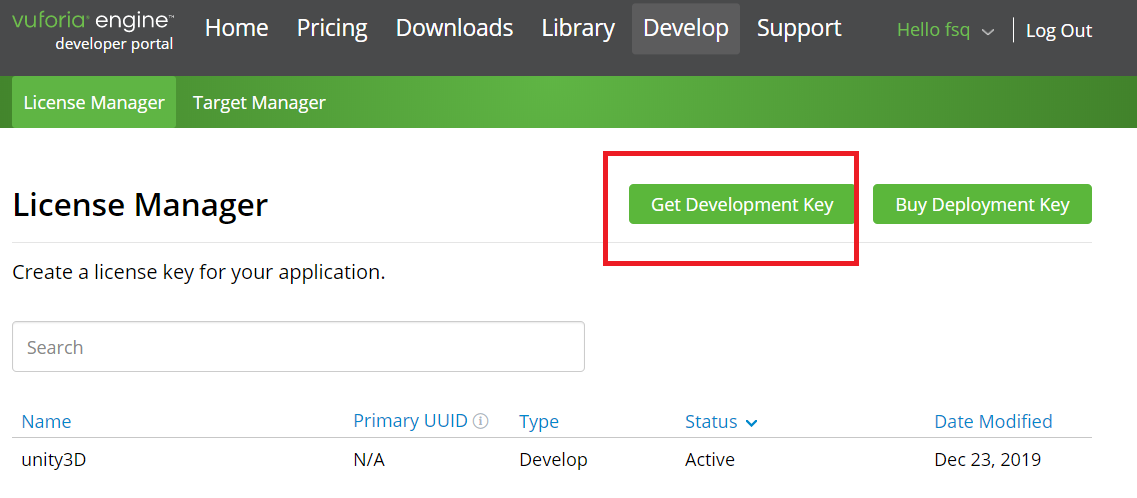 vuforia® engine™
developer portal
Home Pricing Downloads Library Develop Support Hello fsq Log Out
License Manager Target Manager
License Manager Get Development Key Buy Deployment Key
Create a license key for your application.
Search
Name Primary UUID Type Status Date Modified
unity3D N/A Develop Active Dec 23, 2019